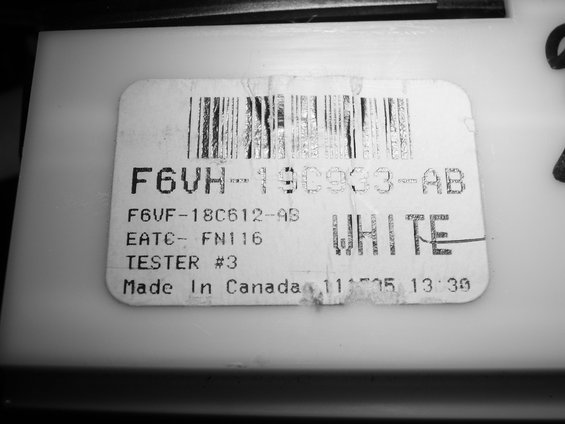 F6VH-19C933-AB
F6VF-18C612-AB
EATC- FN116
WHITE
TESTER #3
Made In Canada 13:30